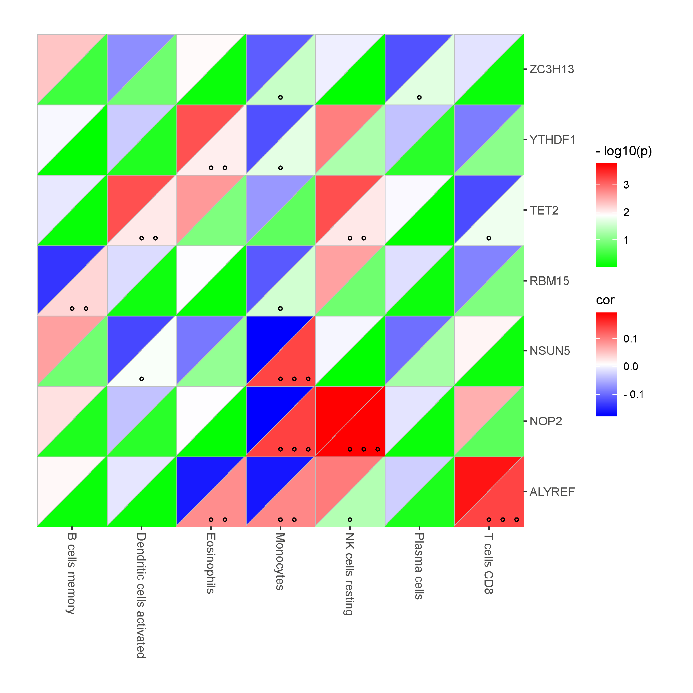 ZC3H13
YTHDF1
TET2
RBM15
NSUN5
NOP2
ALYREF
B cells memory
Dendritic cells activated
Eosinophils
Monocytes
NK cells resting
Plasma cells
T cells CD8
- log10(p)
3
2
1
cor
0.1
0.0
- 0.1